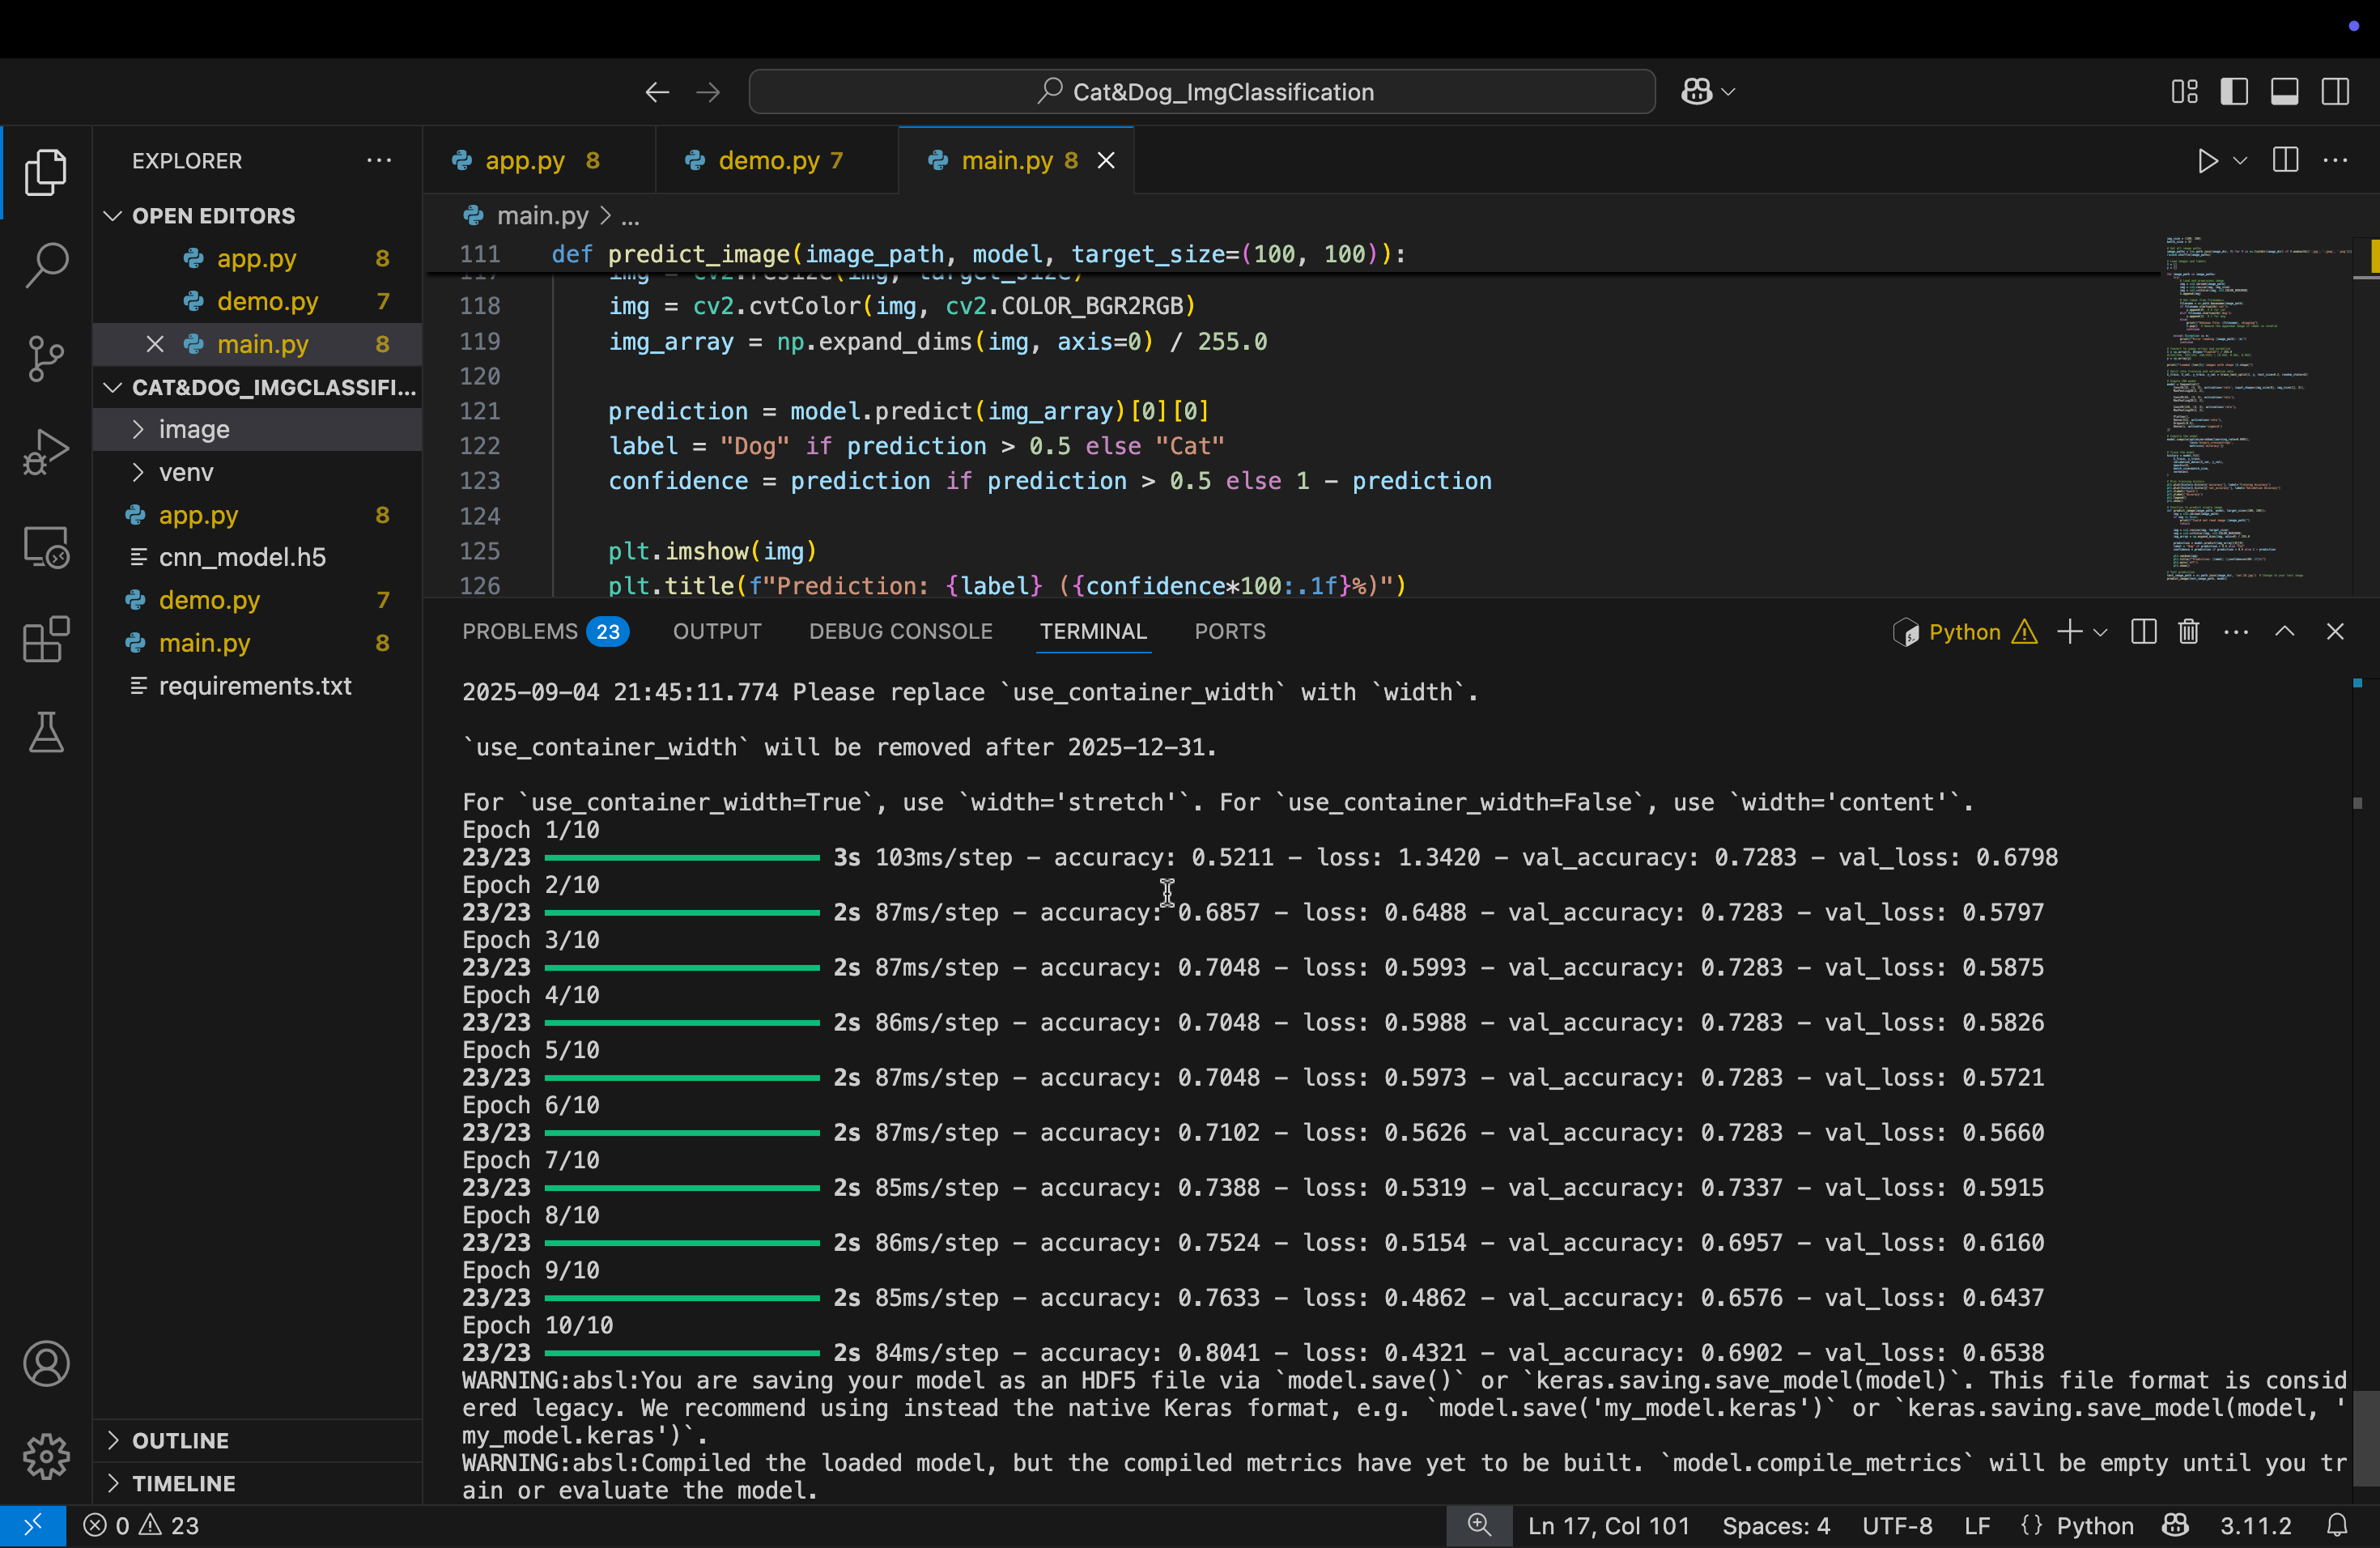 Cat&Dog_ImgClassification
EXPLORER
OPEN EDITORS
app.py 8
demo.py 7
main.py 8
CAT&DOG_IMGCLASSIFI...
image
venv
app.py 8
cnn_model.h5
demo.py 7
main.py 8
requirements.txt
OUTLINE
TIMELINE
app.py 8
demo.py 7
main.py 8
main.py > ...
111 def predict_image(image_path, model, target_size=(100, 100)):
117 img = cv2.resize(img, target_size)
118 img = cv2.cvtColor(img, cv2.COLOR_BGR2RGB)
119 img_array = np.expand_dims(img, axis=0) / 255.0
120
121 prediction = model.predict(img_array)[0][0]
122 label = "Dog" if prediction > 0.5 else "Cat"
123 confidence = prediction if prediction > 0.5 else 1 - prediction
124
125 plt.imshow(img)
126 plt.title(f"Prediction: {label} ({confidence*100:.1f}%)")
PROBLEMS 23 OUTPUT DEBUG CONSOLE TERMINAL PORTS
Python
2025-09-04 21:45:11.774 Please replace `use_container_width` with `width`.
`use_container_width` will be removed after 2025-12-31.
For `use_container_width=True`, use `width='stretch'`. For `use_container_width=False`, use `width='content'`.
Epoch 1/10
23/23 3s 103ms/step - accuracy: 0.5211 - loss: 1.3420 - val_accuracy: 0.7283 - val_loss: 0.6798
Epoch 2/10
23/23 2s 87ms/step - accuracy: 0.6857 - loss: 0.6488 - val_accuracy: 0.7283 - val_loss: 0.5797
Epoch 3/10
23/23 2s 87ms/step - accuracy: 0.7048 - loss: 0.5993 - val_accuracy: 0.7283 - val_loss: 0.5875
Epoch 4/10
23/23 2s 86ms/step - accuracy: 0.7048 - loss: 0.5988 - val_accuracy: 0.7283 - val_loss: 0.5826
Epoch 5/10
23/23 2s 87ms/step - accuracy: 0.7048 - loss: 0.5973 - val_accuracy: 0.7283 - val_loss: 0.5721
Epoch 6/10
23/23 2s 87ms/step - accuracy: 0.7102 - loss: 0.5626 - val_accuracy: 0.7283 - val_loss: 0.5660
Epoch 7/10
23/23 2s 85ms/step - accuracy: 0.7388 - loss: 0.5319 - val_accuracy: 0.7337 - val_loss: 0.5915
Epoch 8/10
23/23 2s 86ms/step - accuracy: 0.7524 - loss: 0.5154 - val_accuracy: 0.6957 - val_loss: 0.6160
Epoch 9/10
23/23 2s 85ms/step - accuracy: 0.7633 - loss: 0.4862 - val_accuracy: 0.6576 - val_loss: 0.6437
Epoch 10/10
23/23 2s 84ms/step - accuracy: 0.8041 - loss: 0.4321 - val_accuracy: 0.6902 - val_loss: 0.6538
WARNING:absl:You are saving your model as an HDF5 file via `model.save()` or `keras.saving.save_model(model)`. This file format is consid
ered legacy. We recommend using instead the native Keras format, e.g. `model.save('my_model.keras')` or `keras.saving.save_model(model, '
my_model.keras')`.
WARNING:absl:Compiled the loaded model, but the compiled metrics have yet to be built. `model.compile_metrics` will be empty until you tr
ain or evaluate the model.
0 23 Ln 17, Col 101 Spaces: 4 UTF-8 LF {} Python 3.11.2